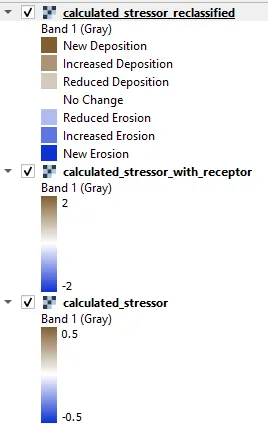 calculated_stressor_reclassified
Band 1 (Gray)
New Deposition
Increased Deposition
Reduced Deposition
No Change
Reduced Erosion
Increased Erosion
New Erosion
calculated_stressor_with_receptor
Band 1 (Gray)
2
-2
calculated_stressor
Band 1 (Gray)
0.5
-0.5